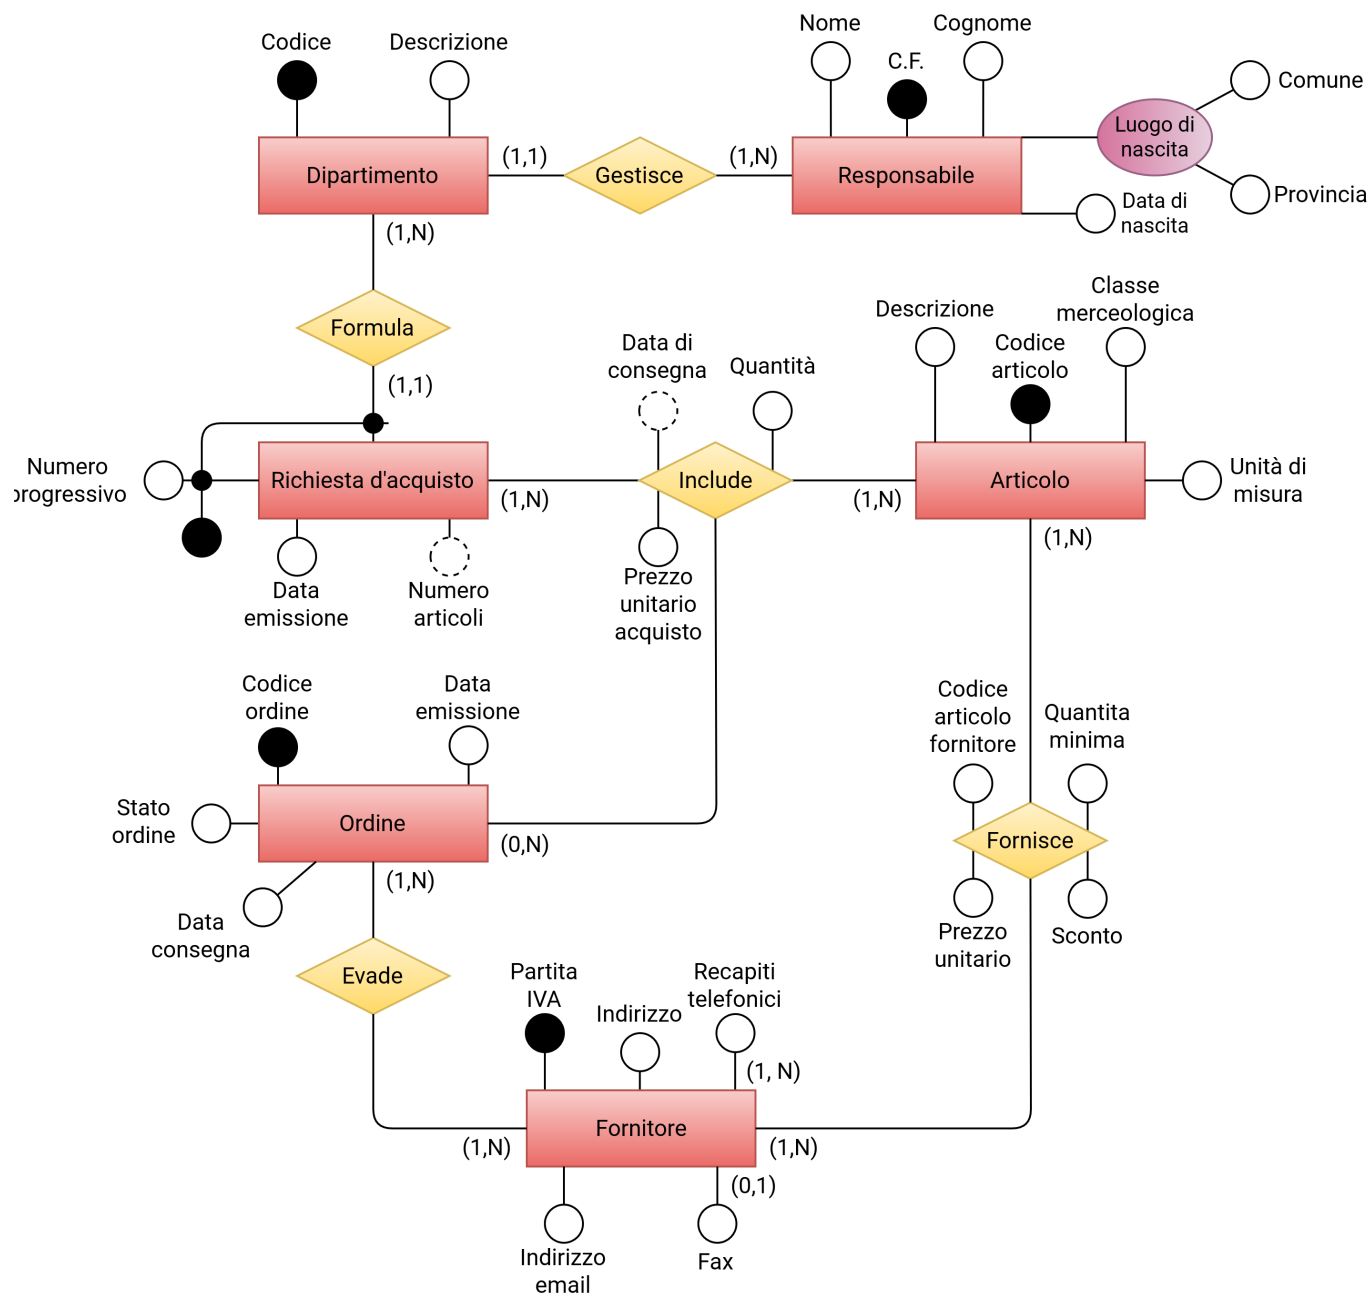 Nome
Cognome
Codice
Descrizione
C.F.
Comune
Luogo di
nascita
Dipartimento
(1,1)
Gestisce
(1,N)
Responsabile
Provincia
Data di
nascita
(1,N)
Formula
(1,1)
Classe
merceologica
Descrizione
Codice
articolo
Data di
consegna
Quantità
Numero
progressivo
Richiesta d'acquisto
(1,N)
Include
(1,N)
Articolo
Unità di
misura
(1,N)
Data
emissione
Numero
articoli
Prezzo
unitario
acquisto
Codice
ordine
Data
emissione
Codice
articolo
fornitore
Quantita
minima
Stato
ordine
Ordine
(0,N)
Fornisce
(1,N)
Data
consegna
Prezzo
unitario
Sconto
Evade
Partita
IVA
Indirizzo
Recapiti
telefonici
(1, N)
(1,N)
Fornitore
(1,N)
(0,1)
Indirizzo
email
Fax